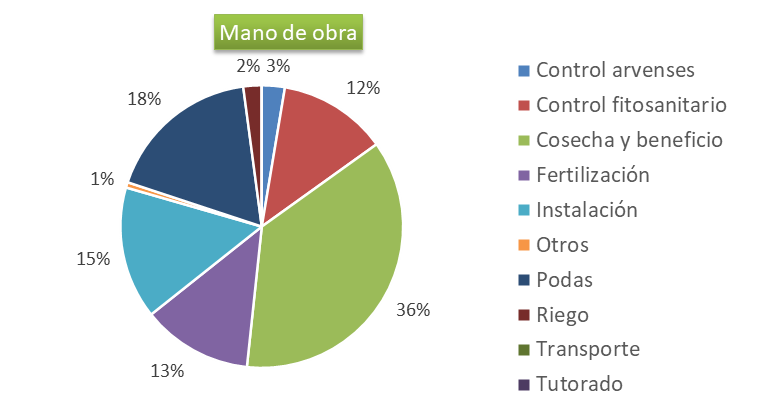 Mano de obra
2%
3%
12%
18%
1%
15%
13%
36%
Control arvenses
Control fitosanitario
Cosecha y beneficio
Fertilización
Instalación
Otros
Podas
Riego
Transporte
Tutorado